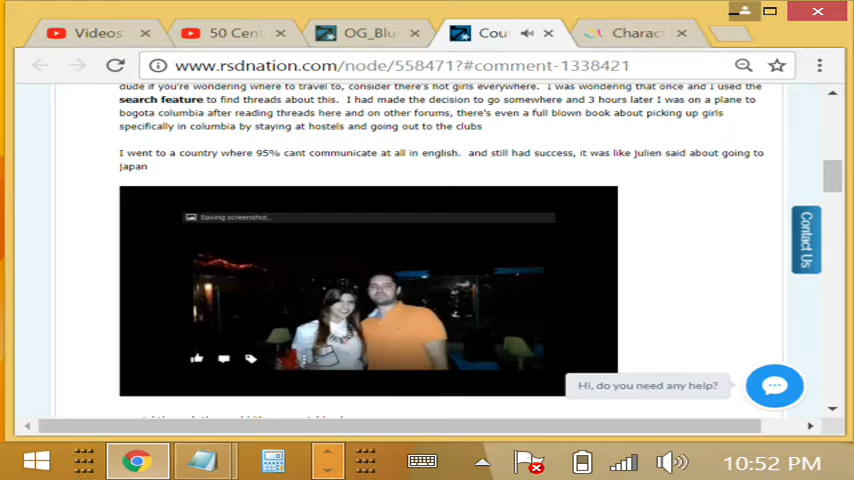 Videos
50 Cen
OG_Blu
Cou
Charac
www.rsdnation.com/node/558471?#comment-1338421
dude if you're wondering where to travel to, consider there's hot girls everywhere. I was wondering that once and I used the
search feature to find threads about this. I had made the decision to go somewhere and 3 hours later I was on a plane to
bogota columbia after reading threads here and on other forums, there's even a full blown book about picking up girls
specifically in columbia by staying at hostels and going out to the clubs
I went to a country where 95% cant communicate at all in english. and still had success, it was like julien said about going to
japan
Saving screenshot...
Contact Us
Hi, do you need any help?
10:52 PM